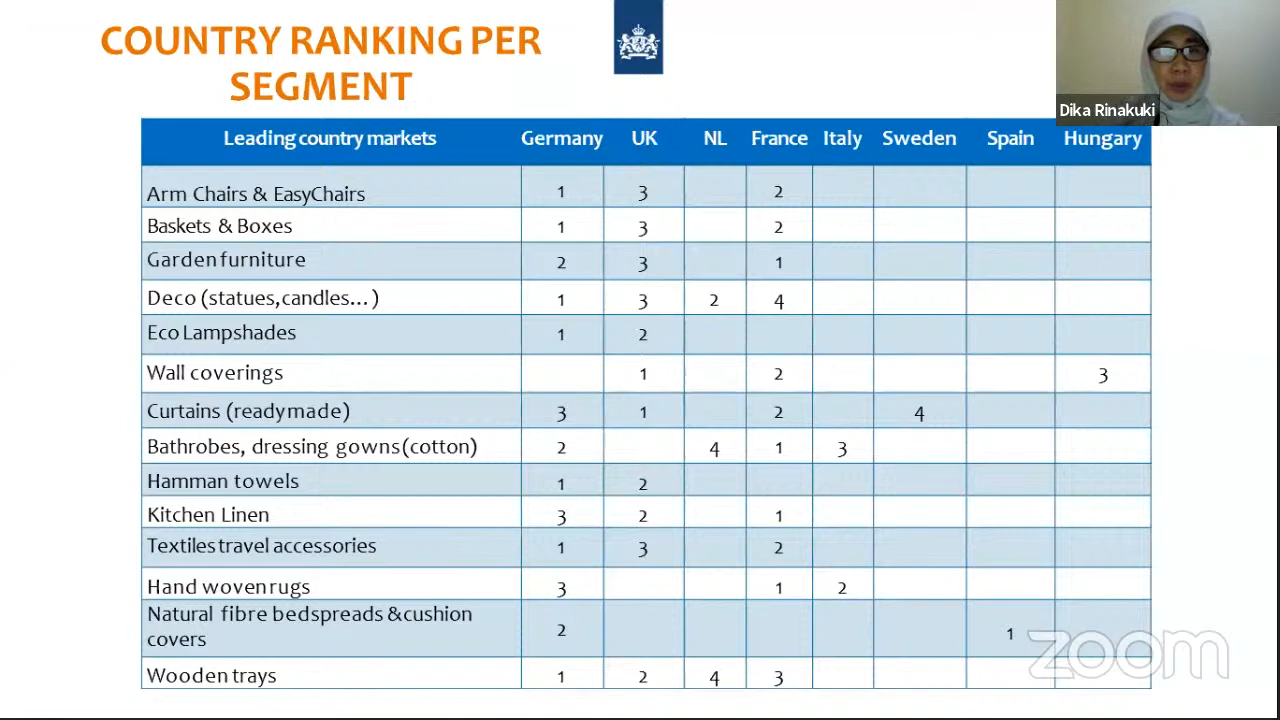 COUNTRY RANKING PER
SEGMENT
Dika Rinakuki
Leading country markets Germany UK NL France Italy Sweden Spain Hungary
Arm Chairs & EasyChairs 1 3 2
Baskets & Boxes 1 3 2
Garden furniture 2 3 1
Deco (statues,candles...) 1 3 2 4
Eco Lampshades 1 2
Wall coverings 1 2 3
Curtains (readymade) 3 1 2 4
Bathrobes, dressing gowns(cotton) 2 4 1 3
Hamman towels 1 2
Kitchen Linen 3 2 1
Textiles travel accessories 1 3 2
Hand woven rugs 3 1 2
Natural fibre bedspreads &cushion
covers 2 1
Wooden trays 1 2 4 3
zoom